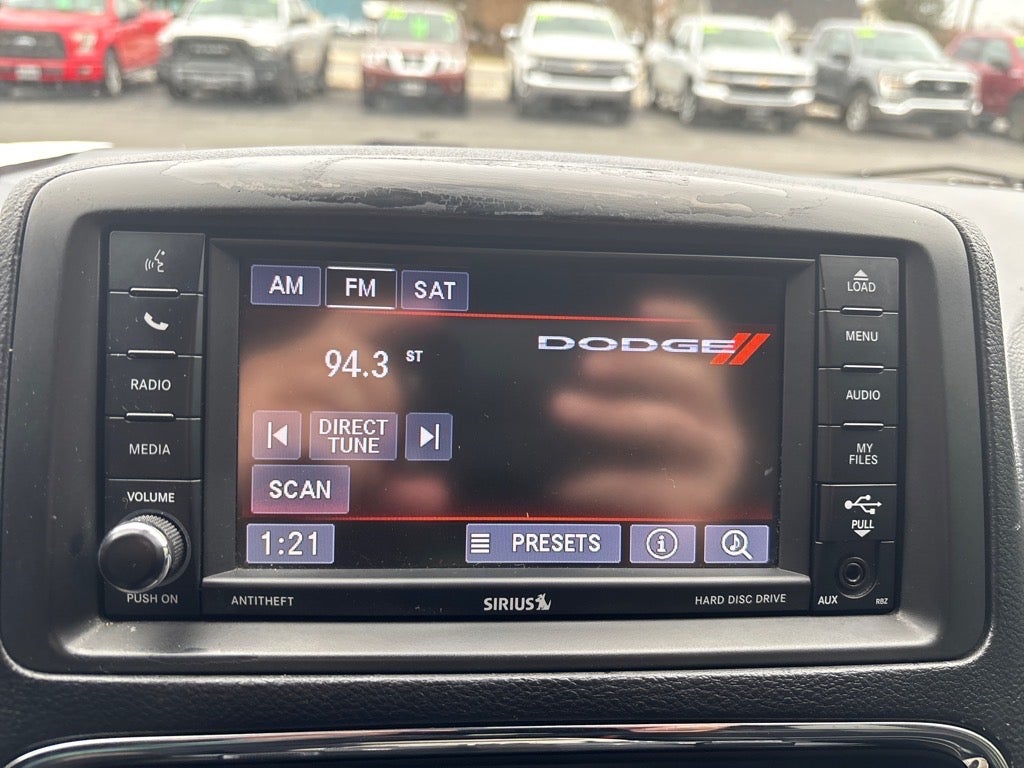 AM FM SAT
94.3 ST
DODGE
DIRECT
TUNE
SCAN
1:21 PRESETS i
RADIO
MEDIA
VOLUME
PUSH ON
ANTITHEFT
SIRIUS
HARD DISC DRIVE
LOAD
MENU
AUDIO
MY
FILES
PULL
AUX
RBZ